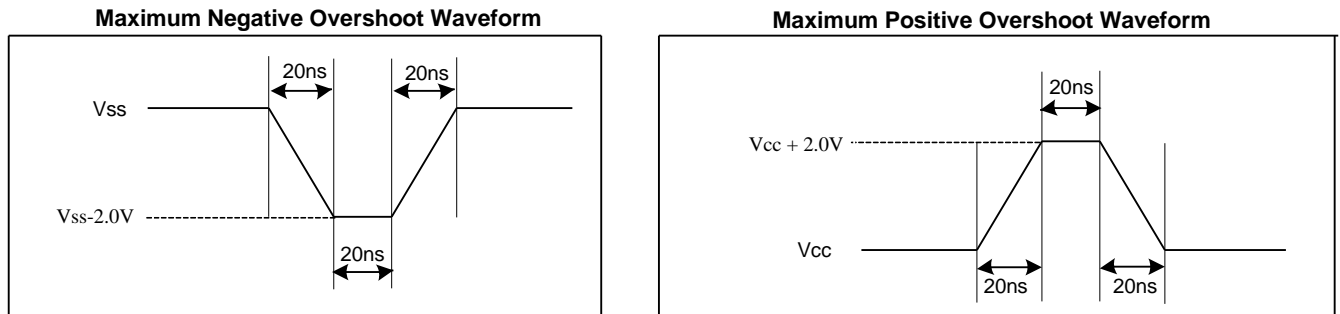 Maximum Negative Overshoot Waveform
20ns
20ns
Vss
Vss-2.0V
20ns
Maximum Positive Overshoot Waveform
20ns
Vcc + 2.0V
Vcc
20ns
20ns